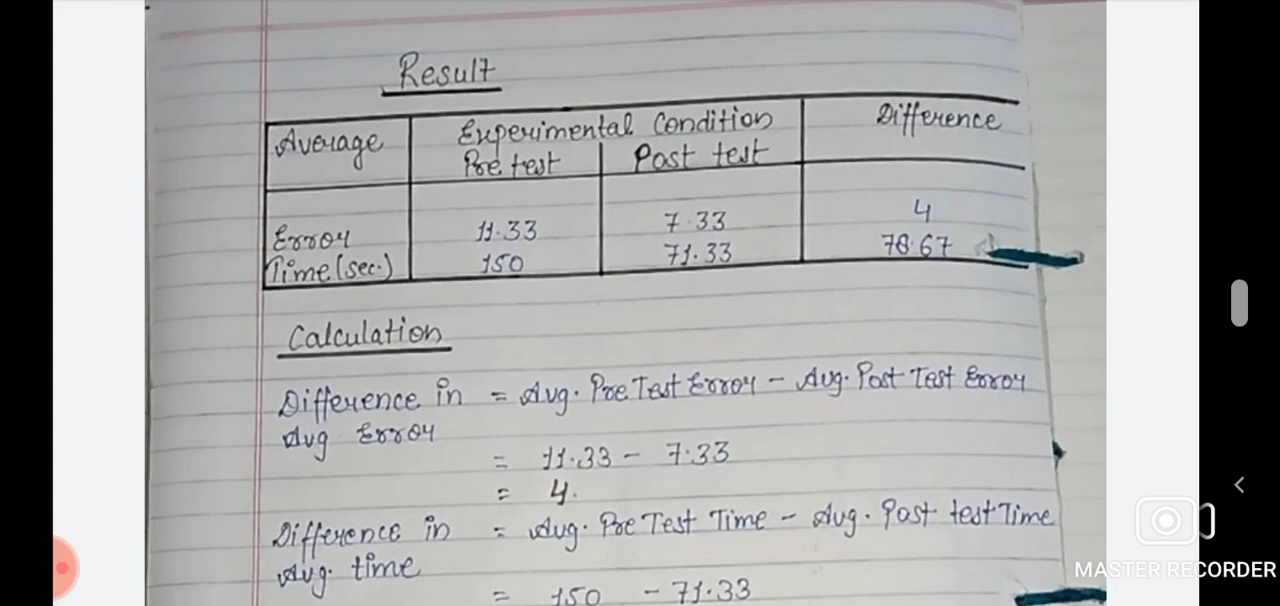 Result
Average Experimental Condition Difference
Pre test Post test
Error 11.33 7.33 4
Time (sec.) 150 71.33 78.67
Calculation
Difference in = Avg. Pre Test Error - Avg. Post Test Error
Avg Error
= 11.33 - 7.33
= 4.
Difference in = Avg. Pre Test Time - Avg. Post test Time
Avg. time
= 150 - 71.33
MASTER RECORDER